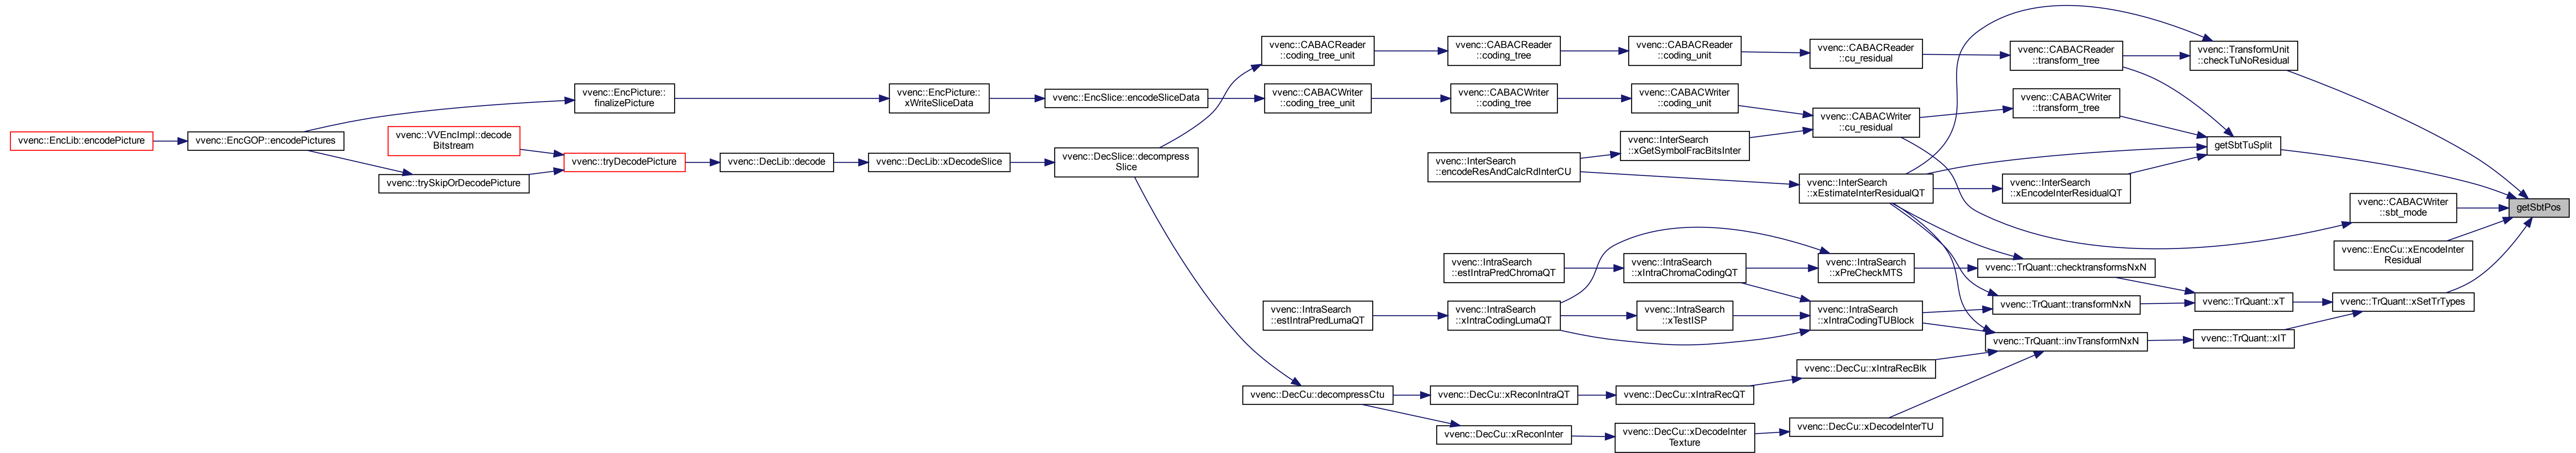 vvenc::EncLib::encodePicture
vvenc::EncGOP::encodePictures
vvenc::EncPicture::
finalizePicture
vvenc::VVEncImpl::decode
Bitstream
vvenc::trySkipOrDecodePicture
vvenc::tryDecodePicture
vvenc::DecLib::decode
vvenc::EncPicture::
xWriteSliceData
vvenc::DecLib::xDecodeSlice
vvenc::EncSlice::encodeSliceData
vvenc::DecSlice::decompress
Slice
vvenc::CABACReader
::coding_tree_unit
vvenc::CABACWriter
::coding_tree_unit
vvenc::IntraSearch
::estIntraPredLumaQT
vvenc::DecCu::decompressCtu
vvenc::CABACReader
::coding_tree
vvenc::CABACWriter
::coding_tree
vvenc::InterSearch
::encodeResAndCalcRdInterCU
vvenc::IntraSearch
::estIntraPredChromaQT
vvenc::IntraSearch
::xIntraCodingLumaQT
vvenc::DecCu::xReconIntraQT
vvenc::DecCu::xReconInter
vvenc::CABACReader
::coding_unit
vvenc::CABACWriter
::coding_unit
vvenc::InterSearch
::xGetSymbolFracBitsInter
vvenc::IntraSearch
::xIntraChromaCodingQT
vvenc::IntraSearch
::xTestISP
vvenc::DecCu::xIntraRecQT
vvenc::DecCu::xDecodeInter
Texture
vvenc::CABACReader
::cu_residual
vvenc::CABACWriter
::cu_residual
vvenc::InterSearch
::xEstimateInterResidualQT
vvenc::IntraSearch
::xPreCheckMTS
vvenc::IntraSearch
::xIntraCodingTUBlock
vvenc::DecCu::xIntraRecBlk
vvenc::DecCu::xDecodeInterTU
vvenc::CABACReader
::transform_tree
vvenc::CABACWriter
::transform_tree
vvenc::InterSearch
::xEncodeInterResidualQT
vvenc::TrQuant::checktransformsNxN
vvenc::TrQuant::transformNxN
vvenc::TrQuant::invTransformNxN
vvenc::TransformUnit
::checkTuNoResidual
getSbtTuSplit
vvenc::TrQuant::xT
vvenc::TrQuant::xIT
vvenc::CABACWriter
::sbt_mode
vvenc::EncCu::xEncodeInter
Residual
vvenc::TrQuant::xSetTrTypes
getSbtPos